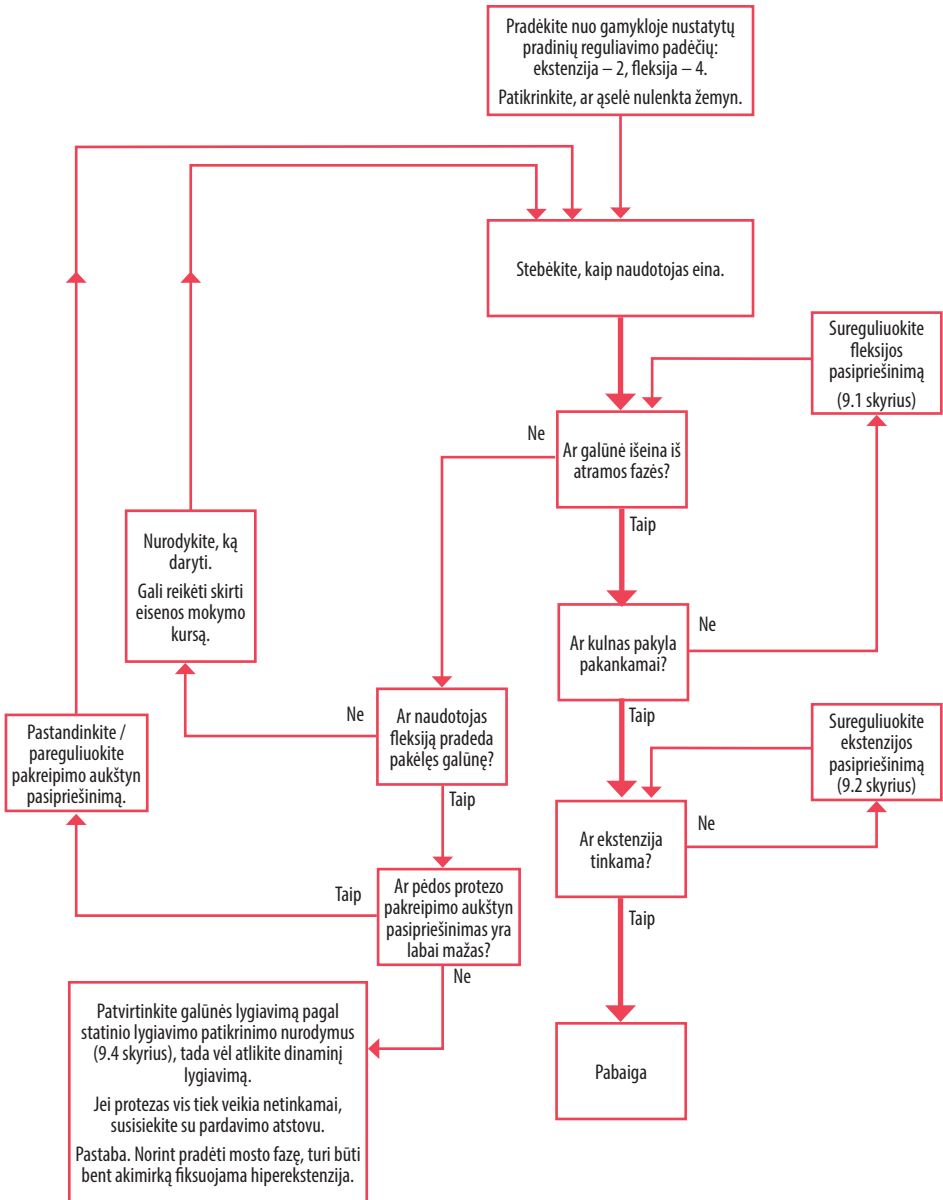 Pradėkite nuo gamykloje nustatytų
pradinių reguliavimo padėčių:
ekstenzija – 2, fleksija – 4.
Patikrinkite, ar ąselė nulenkta žemyn.
Stebėkite, kaip naudotojas eina.
Sureguliuokite
fleksijos
pasipriešinimą
(9.1 skyrius)
Ne
Ar galūnė išeina iš
atramos fazės?
Taip
Nurodykite, ką
daryti.
Gali reikėti skirti
eisenos mokymo
kursą.
Ar kulnas pakyla
pakankamai?
Ne
Taip
Ne
Ar naudotojas
fleksiją pradeda
pakėlęs galūnę?
Taip
Pastandinkite /
pareguliuokite
pakreipimo aukštyn
pasipriešinimą.
Sureguliuokite
ekstenzijos
pasipriešinimą
(9.2 skyrius)
Ar ekstenzija
tinkama?
Ne
Taip
Taip
Ar pėdos protezo
pakreipimo aukštyn
pasipriešinimas yra
labai mažas?
Ne
Patvirtinkite galūnės lygiavimą pagal
statinio lygiavimo patikrinimo nurodymus
(9.4 skyrius), tada vėl atlikite dinaminį
lygiavimą.
Jei protezas vis tiek veikia netinkamai,
susisiekite su pardavimo atstovu.
Pastaba. Norint pradėti mosto fazę, turi būti
bent akimirką fiksuojama hiperekstenzija.
Pabaiga